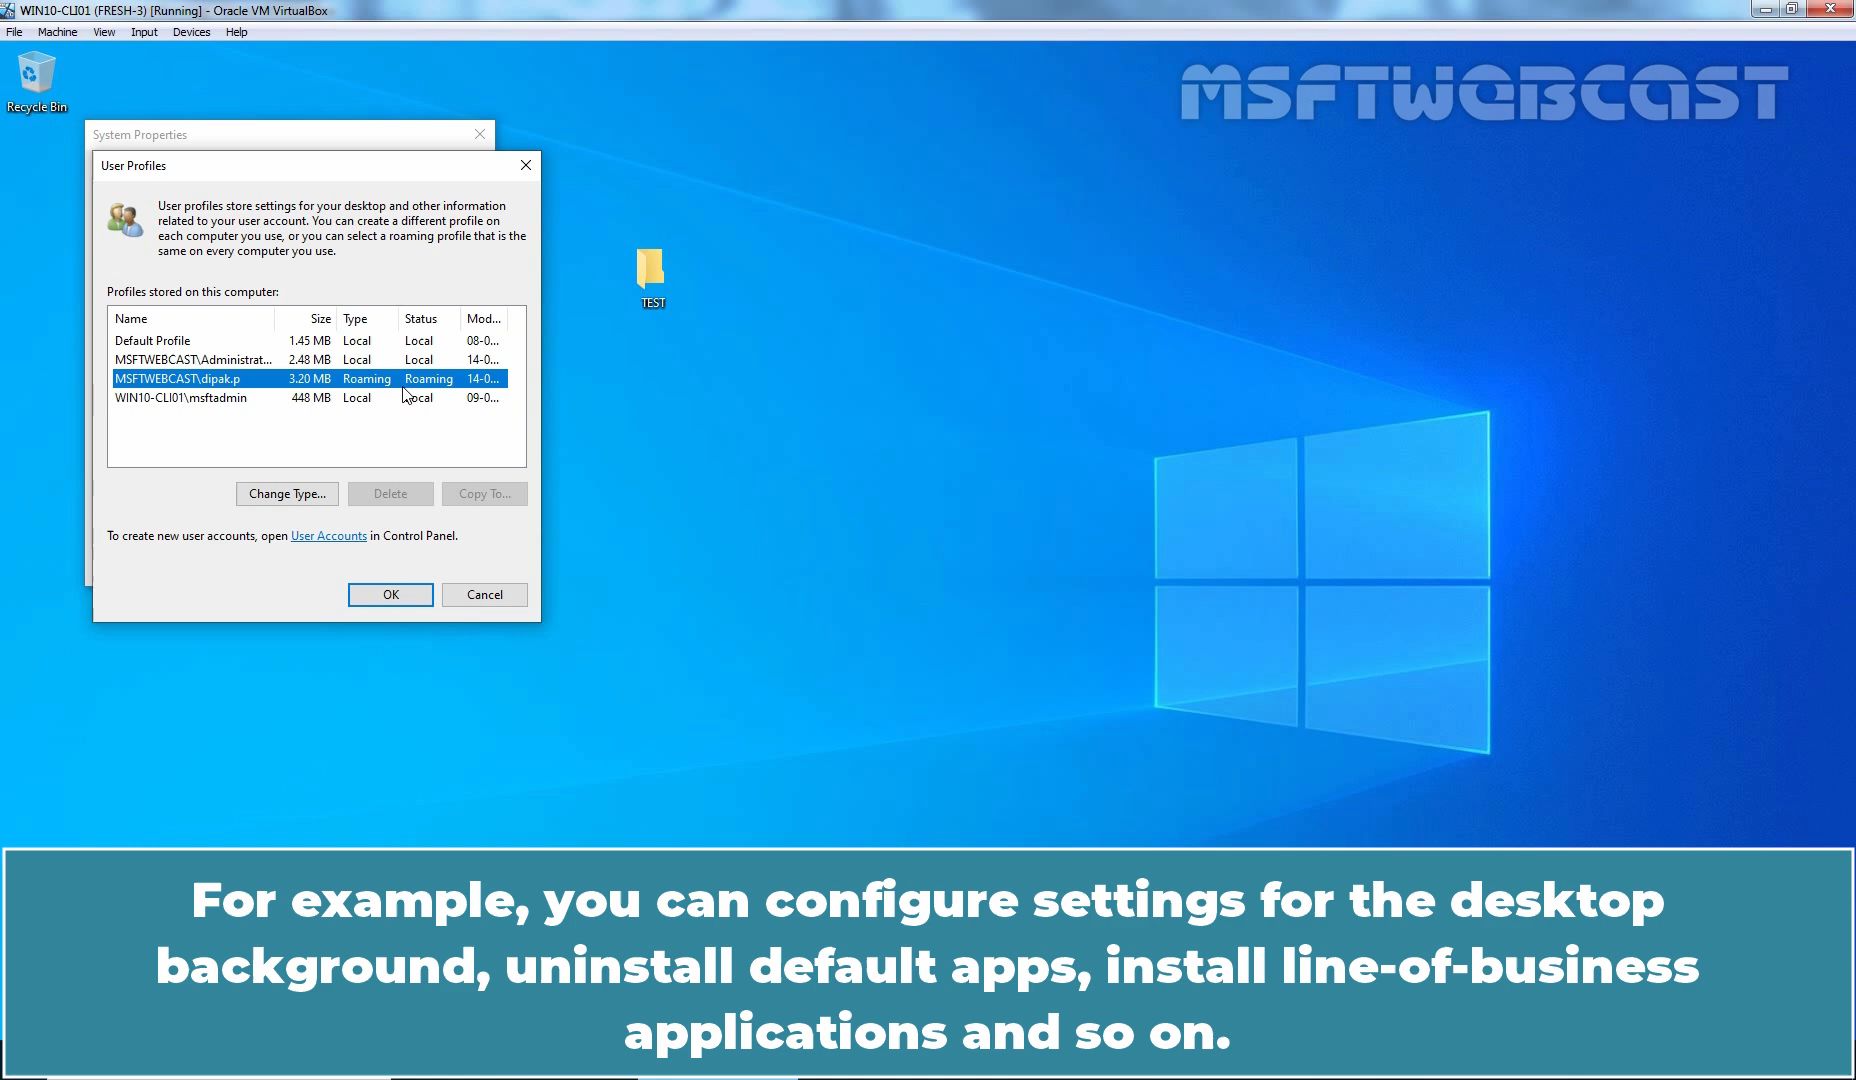 WIN10-CLI01 (FRESH-3) [Running] - Oracle VM VirtualBox
File Machine View Input Devices Help
Recycle Bin
MSFTWEBCAST
System Properties
User Profiles
User profiles store settings for your desktop and other information
related to your user account. You can create a different profile on
each computer you use, or you can select a roaming profile that is the
same on every computer you use.
TEST
Profiles stored on this computer:
Name Size Type Status Mod...
Default Profile 1.45 MB Local Local 08-0...
MSFTWEBCAST\Administrat... 2.48 MB Local Local 14-0...
MSFTWEBCAST\dipak.p 3.20 MB Roaming Roaming 14-0...
WIN10-CLI01\msftadmin 448 MB Local Local 09-0...
Change Type... Delete Copy To...
To create new user accounts, open User Accounts in Control Panel.
OK Cancel
For example, you can configure settings for the desktop
background, uninstall default apps, install line-of-business
applications and so on.